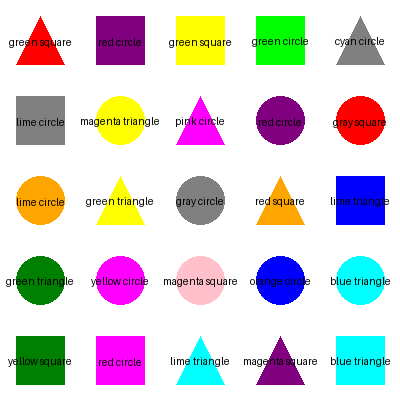 green square red circle green square green circle cyan circle
lime circle magenta triangle pink circle red circle gray square
lime circle green triangle gray circle red square lime triangle
green triangle yellow circle magenta square orange circle blue triangle
yellow square red circle lime triangle magenta square blue triangle